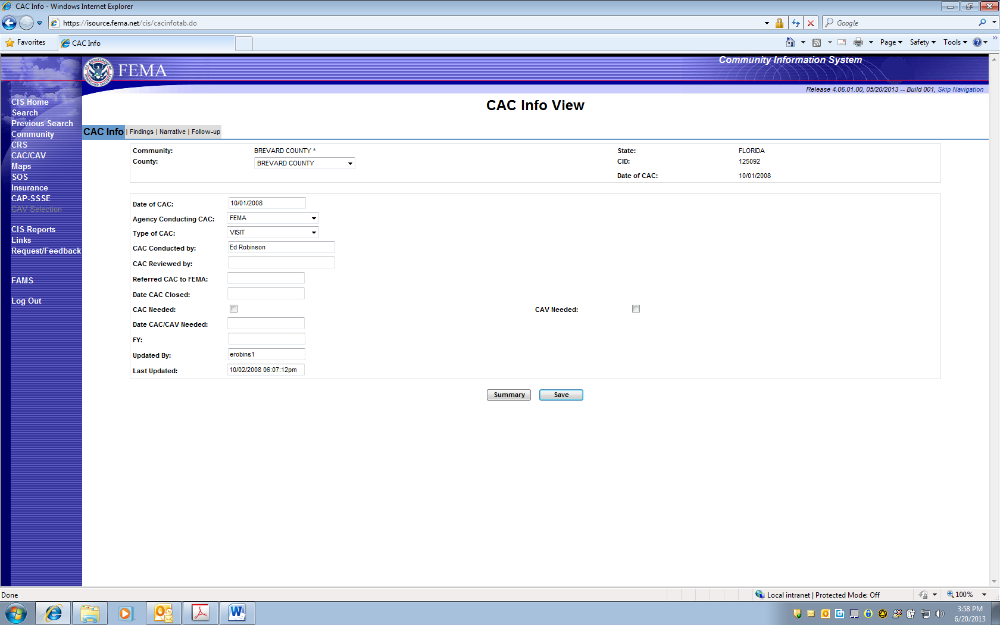 CAC Info - Windows Internet Explorer
https://isource.fema.net/cis/cacinfotab.do
Google
Favorites
CAC Info
Page
Safety
Tools
FEMA
Community Information System
Release 4.06.01.00, 05/20/2013 -- Build 001, Skip Navigation
CIS Home
Search
Previous Search
Community
CRS
CAC/CAV
Maps
SOS
Insurance
CAP-SSSE
CAV Selection
CIS Reports
Links
Request/Feedback
FAMS
Log Out
CAC Info View
CAC Info | Findings | Narrative | Follow-up
Community: BREVARD COUNTY * State: FLORIDA
County: BREVARD COUNTY CID: 125092
Date of CAC: 10/01/2008
Date of CAC: 10/01/2008
Agency Conducting CAC: FEMA
Type of CAC: VISIT
CAC Conducted by: Ed Robinson
CAC Reviewed by:
Referred CAC to FEMA:
Date CAC Closed:
CAC Needed: CAV Needed:
Date CAC/CAV Needed:
FY:
Updated By: erobins1
Last Updated: 10/02/2008 06:07:12pm
Summary Save
Done
Local intranet | Protected Mode: Off
100%
3:58 PM
6/20/2013